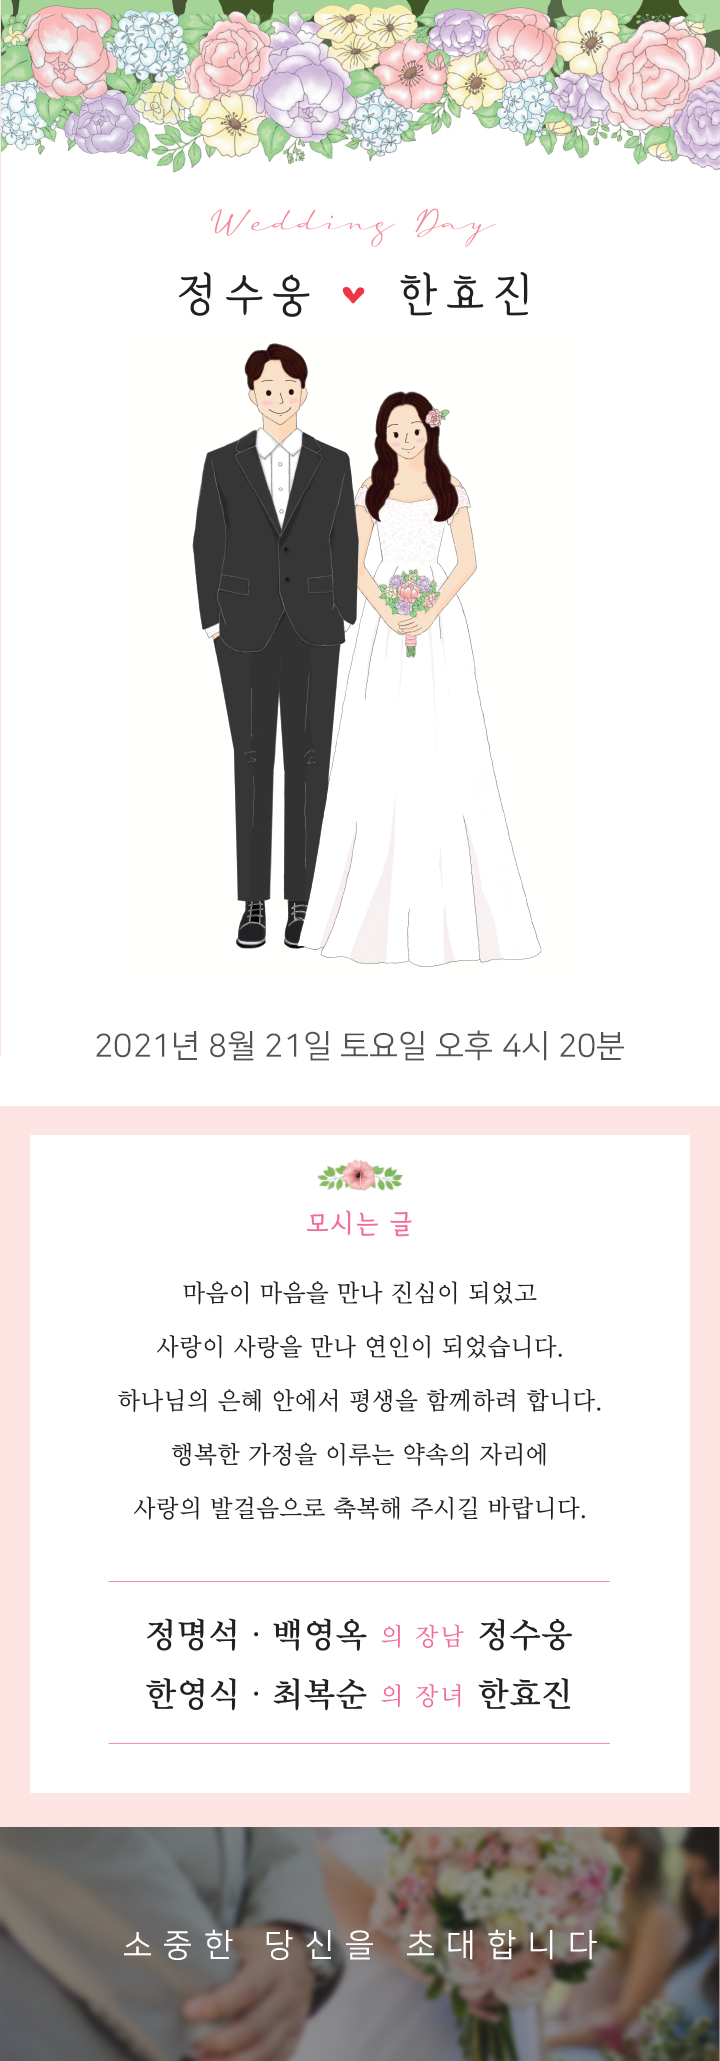 Wedding Day
정수웅 ♥ 한효진
2021년 8월 21일 토요일 오후 4시 20분
모시는 글
마음이 마음을 만나 진심이 되었고
사랑이 사랑을 만나 연인이 되었습니다.
하나님의 은혜 안에서 평생을 함께하려 합니다.
행복한 가정을 이루는 약속의 자리에
사랑의 발걸음으로 축복해 주시길 바랍니다.
정명석 · 백영옥 의 장남 정수웅
한영식 · 최복순 의 장녀 한효진
소중한 당신을 초대합니다